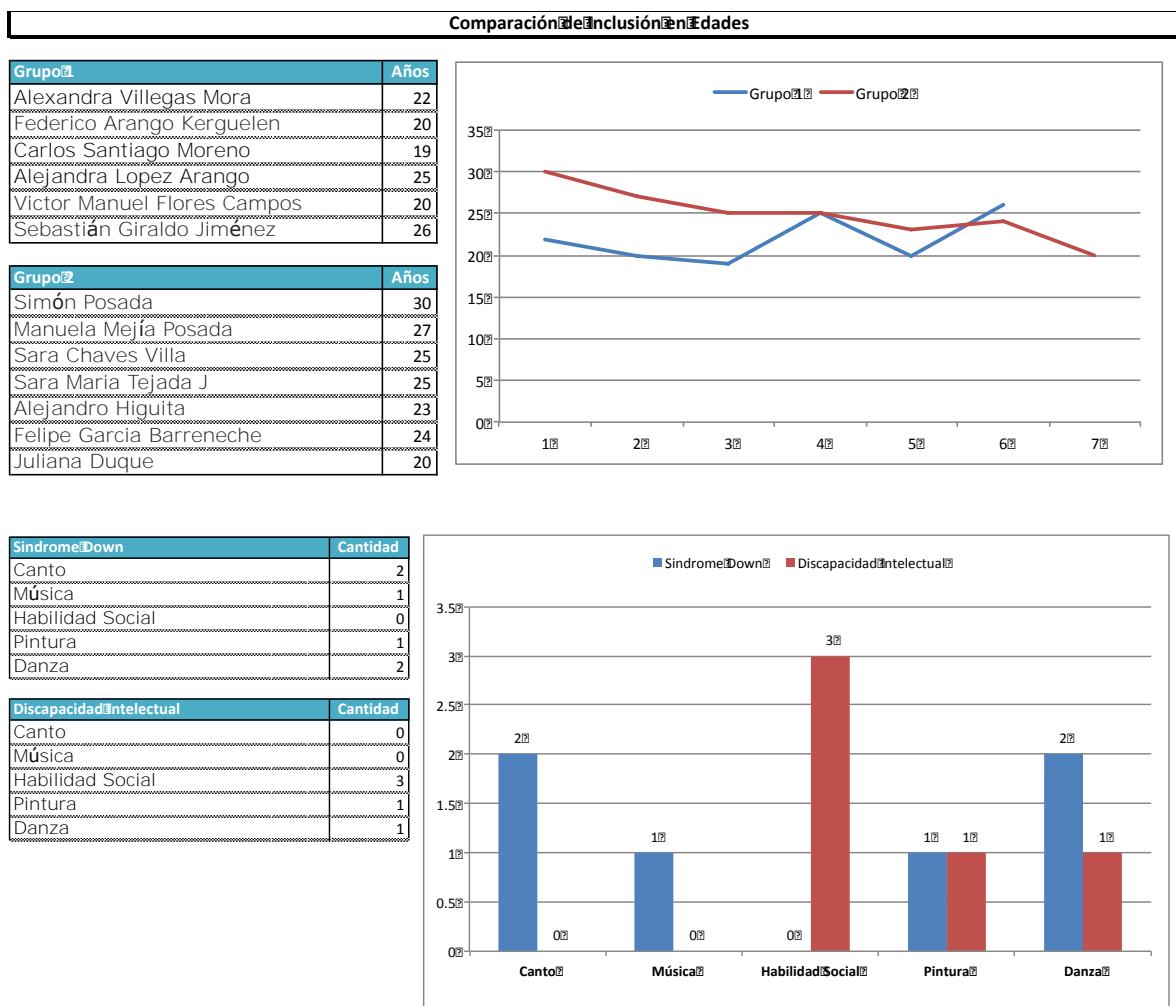 Comparación de Inclusión en Edades
Grupo 1 Años
Alexandra Villegas Mora 22
Federico Arango Kerguelen 20
Carlos Santiago Moreno 19
Alejandra Lopez Arango 25
Victor Manuel Flores Campos 20
Sebastián Giraldo Jiménez 26
Grupo 2 Años
Simón Posada 30
Manuela Mejía Posada 27
Sara Chaves Villa 25
Sara Maria Tejada J 25
Alejandro Higuita 23
Felipe Garcia Barreneche 24
Juliana Duque 20
Grupo 1 Grupo 2
35
30
25
20
15
10
5
0
1 2 3 4 5 6 7
Sindrome Down Cantidad
Canto 2
Música 1
Habilidad Social 0
Pintura 1
Danza 2
Discapacidad Intelectual Cantidad
Canto 0
Música 0
Habilidad Social 3
Pintura 1
Danza 1
Sindrome Down Discapacidad Intelectual
3.5
3
2.5
2
1.5
1
0.5
0
2 0 1 0 0 3 1 1 2 1
Canto Música Habilidad Social Pintura Danza